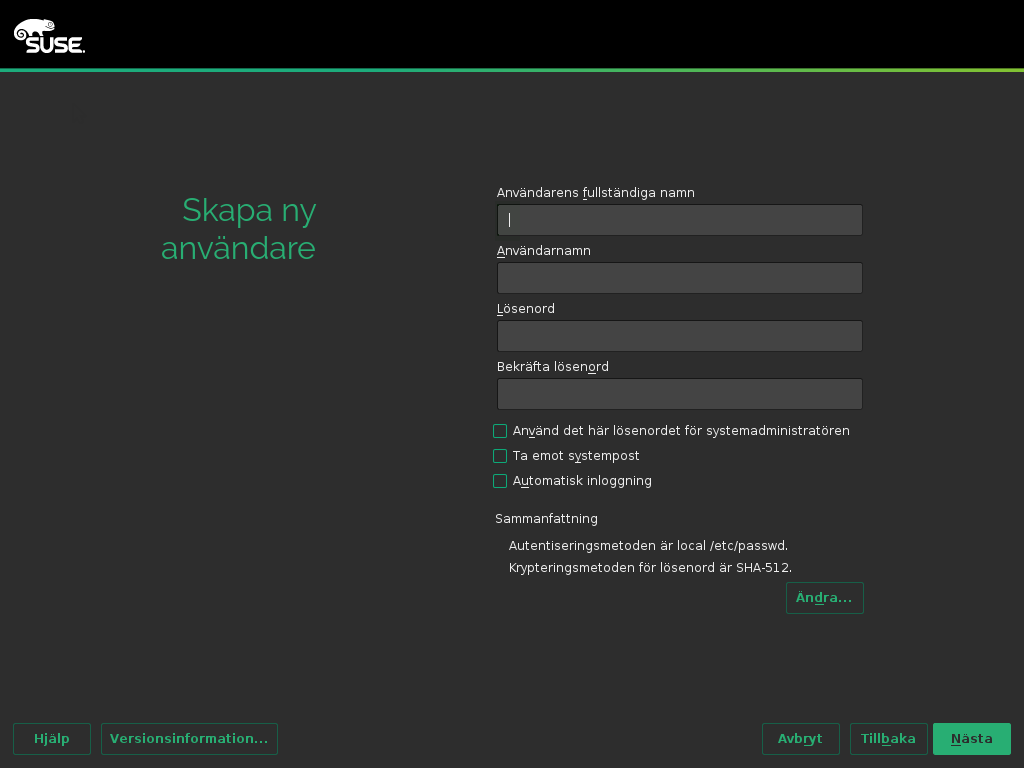 SUSE.
Skapa ny
användare
Användarens fullständiga namn
Användarnamn
Lösenord
Bekräfta lösenord
Använd det här lösenordet för systemadministratören
Ta emot systempost
Automatisk inloggning
Sammanfattning
Autentiseringsmetoden är local /etc/passwd.
Krypteringsmetoden för lösenord är SHA-512.
Ändra...
Hjälp Versionsinformation... Avbryt Tillbaka Nästa